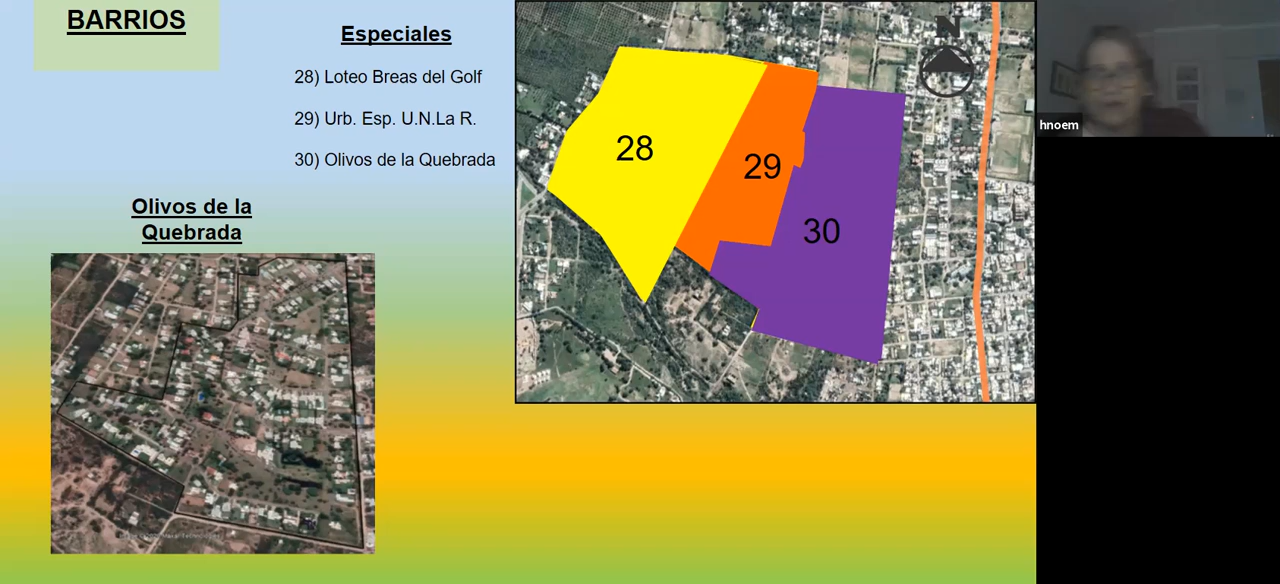 BARRIOS
Especiales
28) Loteo Breas del Golf
29) Urb. Esp. U.N.La R.
30) Olivos de la Quebrada
Olivos de la
Quebrada
N
28
29
30
hnoem